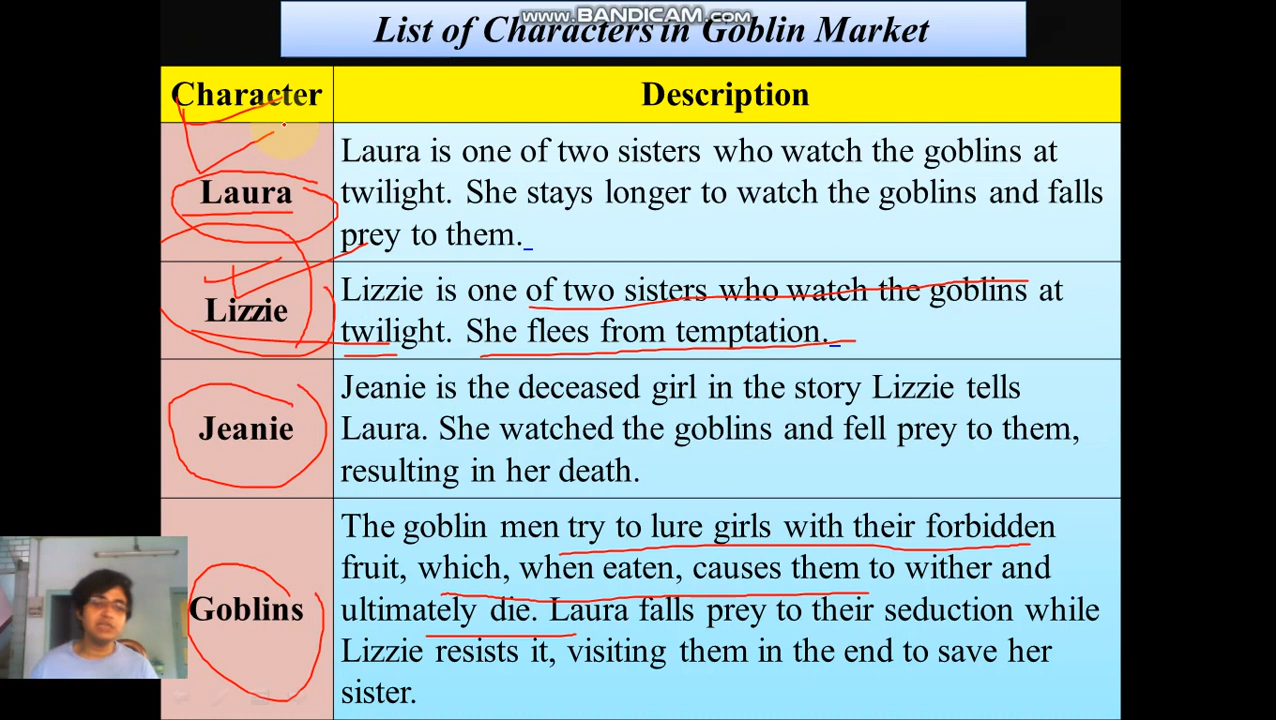 www.BANDICAM.com
List of Characters in Goblin Market
Character
Description
Laura
Laura is one of two sisters who watch the goblins at
twilight. She stays longer to watch the goblins and falls
prey to them.
Lizzie
Lizzie is one of two sisters who watch the goblins at
twilight. She flees from temptation.
Jeanie
Jeanie is the deceased girl in the story Lizzie tells
Laura. She watched the goblins and fell prey to them,
resulting in her death.
Goblins
The goblin men try to lure girls with their forbidden
fruit, which, when eaten, causes them to wither and
ultimately die. Laura falls prey to their seduction while
Lizzie resists it, visiting them in the end to save her
sister.